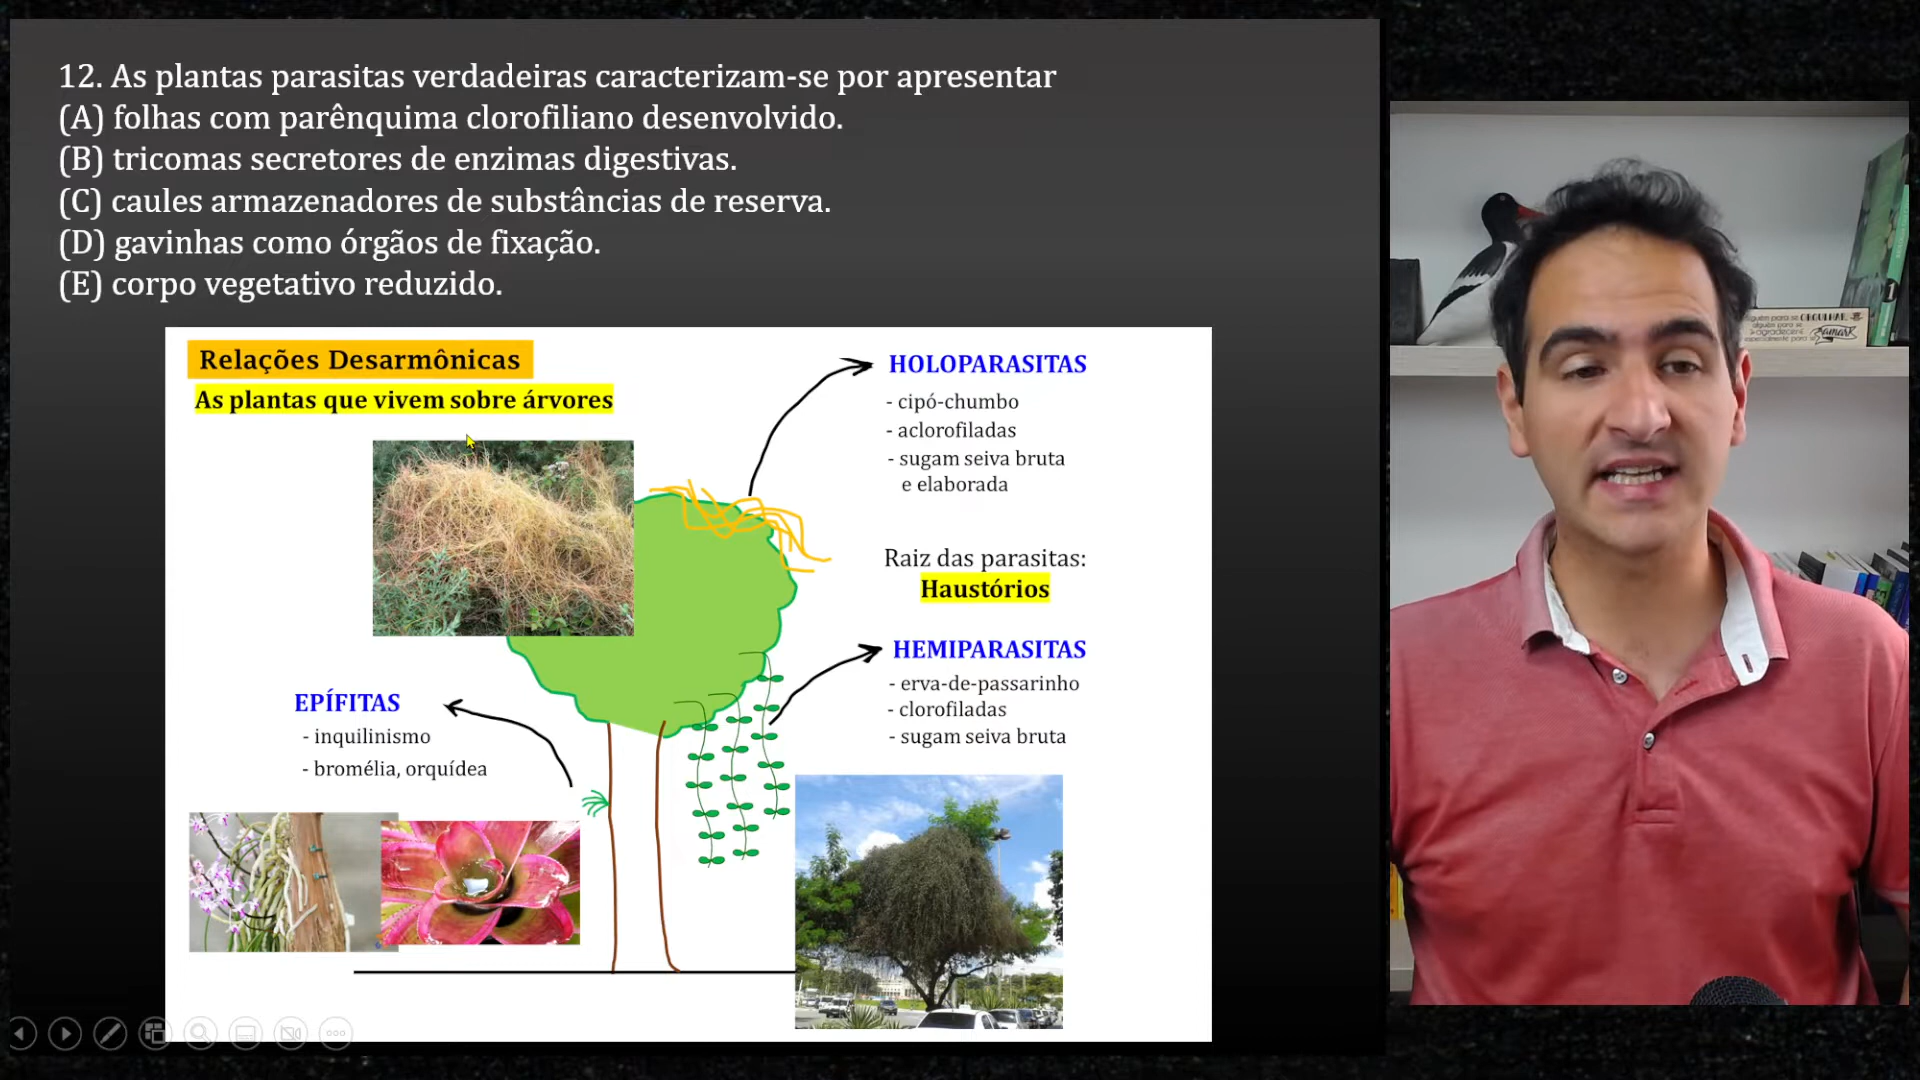 12. As plantas parasitas verdadeiras caracterizam-se por apresentar
(A) folhas com parênquima clorofiliano desenvolvido.
(B) tricomas secretores de enzimas digestivas.
(C) caules armazenadores de substâncias de reserva.
(D) gavinhas como órgãos de fixação.
(E) corpo vegetativo reduzido.
Relações Desarmônicas
As plantas que vivem sobre árvores
HOLOPARASITAS
- cipó-chumbo
- aclorofiladas
- sugam seiva bruta
e elaborada
Raiz das parasitas:
Haustórios
HEMIPARASITAS
- erva-de-passarinho
- clorofiladas
- sugam seiva bruta
EPÍFITAS
- inquilinismo
- bromélia, orquídea
1